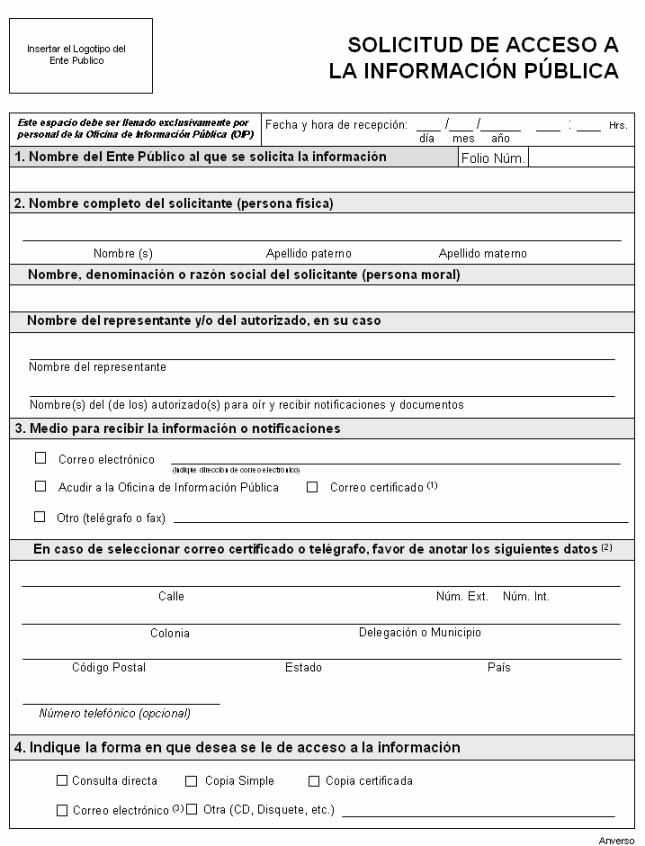 Insertar el Logotipo del
Ente Publico
SOLICITUD DE ACCESO A
LA INFORMACIÓN PÚBLICA
Este espacio debe ser llenado exclusivamente por
personal de la Oficina de Información Pública (OIP)
Fecha y hora de recepción: ___ /___ /_____ ___ : ___ Hrs.
día mes año
1. Nombre del Ente Público al que se solicita la información
Folio Núm.
2. Nombre completo del solicitante (persona física)
Nombre (s) Apellido paterno Apellido materno
Nombre, denominación o razón social del solicitante (persona moral)
Nombre del representante y/o del autorizado, en su caso
Nombre del representante
Nombre(s) del (de los) autorizado(s) para oír y recibir notificaciones y documentos
3. Medio para recibir la información o notificaciones
Correo electrónico
(Indique dirección de correo electrónico)
Acudir a la Oficina de Información Pública Correo certificado (1)
Otro (telégrafo o fax)
En caso de seleccionar correo certificado o telégrafo, favor de anotar los siguientes datos (2)
Calle Núm. Ext. Núm. Int.
Colonia Delegación o Municipio
Código Postal Estado País
Número telefónico (opcional)
4. Indique la forma en que desea se le de acceso a la información
Consulta directa Copia Simple Copia certificada
Correo electrónico (3) Otra (CD, Disquete, etc.)
Anverso